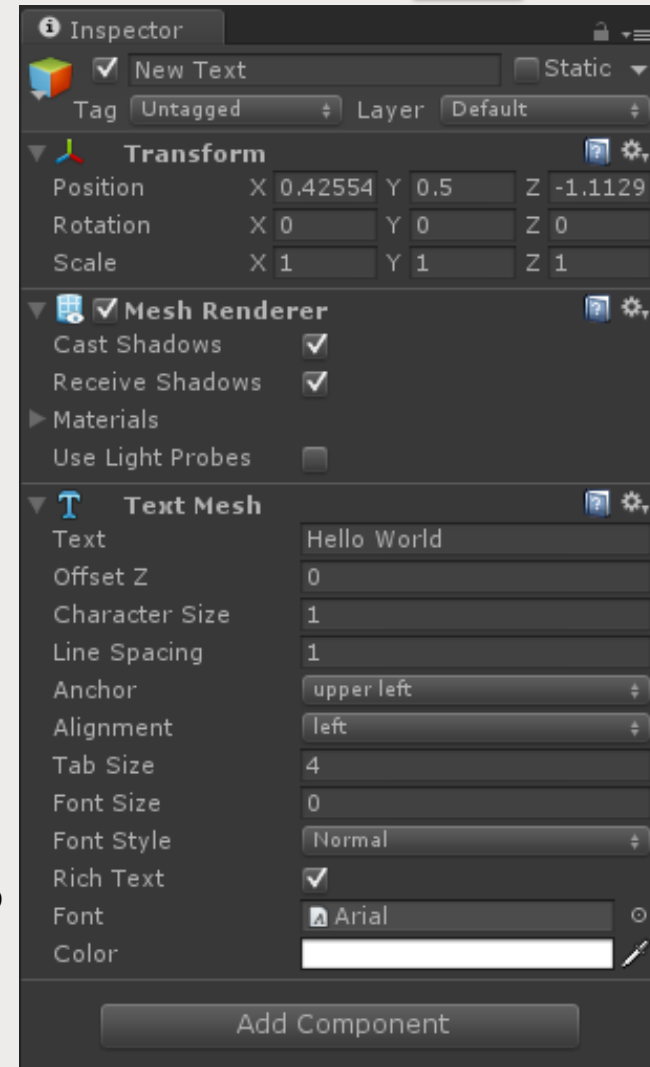 Inspector
New Text Static
Tag Untagged Layer Default
Transform
Position X 0.42554 Y 0.5 Z -1.1129
Rotation X 0 Y 0 Z 0
Scale X 1 Y 1 Z 1
Mesh Renderer
Cast Shadows
Receive Shadows
Materials
Use Light Probes
Text Mesh
Text Hello World
Offset Z 0
Character Size 1
Line Spacing 1
Anchor upper left
Alignment left
Tab Size 4
Font Size 0
Font Style Normal
Rich Text
Font Arial
Color
Add Component